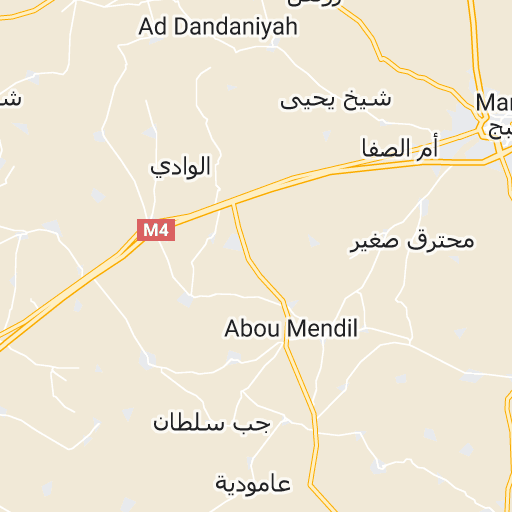 Ad Dandaniyah
شيخ يحيى
أم الصفا
الوادي
M4
محترق صغير
Abou Mendil
جب سلطان
عامودية